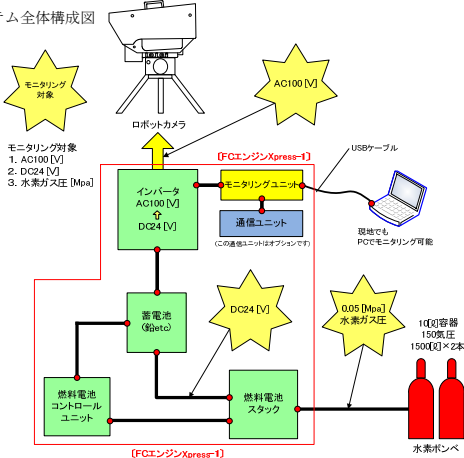 テム全体構成図
モニタリング
対象
AC100 [V]
ロボットカメラ
モニタリング対象
1. AC100 [V]
2. DC24 [V]
3. 水素ガス圧 [Mpa]
〔FCエンジンXpress-1〕
USBケーブル
インバータ
AC100 [V]
⇧
DC24 [V]
モニタリングユニット
通信ユニット
(この通信ユニットはオプションです)
現地でも
PCでモニタリング可能
蓄電池
(鉛etc)
DC24 [V]
0.05 [Mpa]
水素ガス圧
10[ℓ]容器
150気圧
1500[ℓ]×2本
燃料電池
コントロール
ユニット
燃料電池
スタック
水素ボンベ
〔FCエンジンXpress-1〕